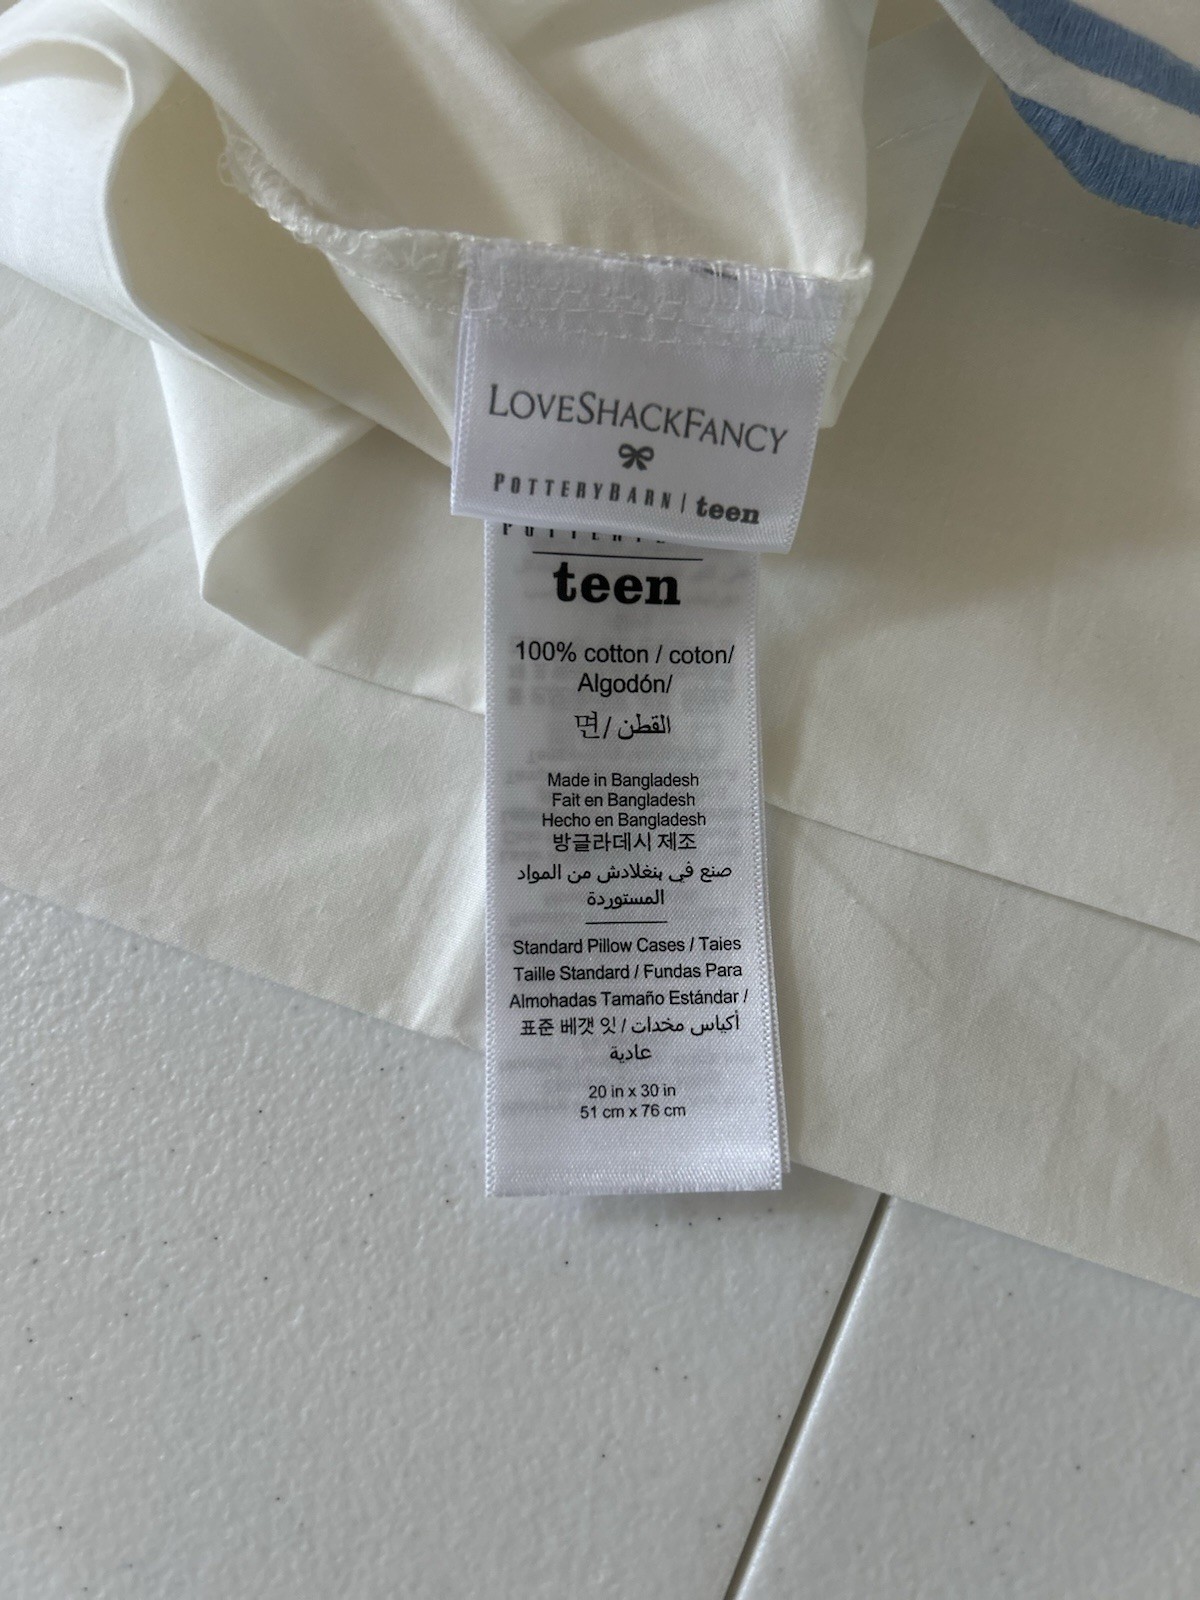 LOVESHACKFANCY
POTTERYBARN | teen
teen
100% cotton / coton/
Algodón/
면/ القطن
Made in Bangladesh
Fait en Bangladesh
Hecho en Bangladesh
방글라데시 제조
صنع في بنغلادش من المواد
المستوردة
Standard Pillow Cases / Taies
Taille Standard / Fundas Para
Almohadas Tamaño Estándar /
표준 베갯 잇 / أكياس مخدات
عادية
20 in x 30 in
51 cm x 76 cm